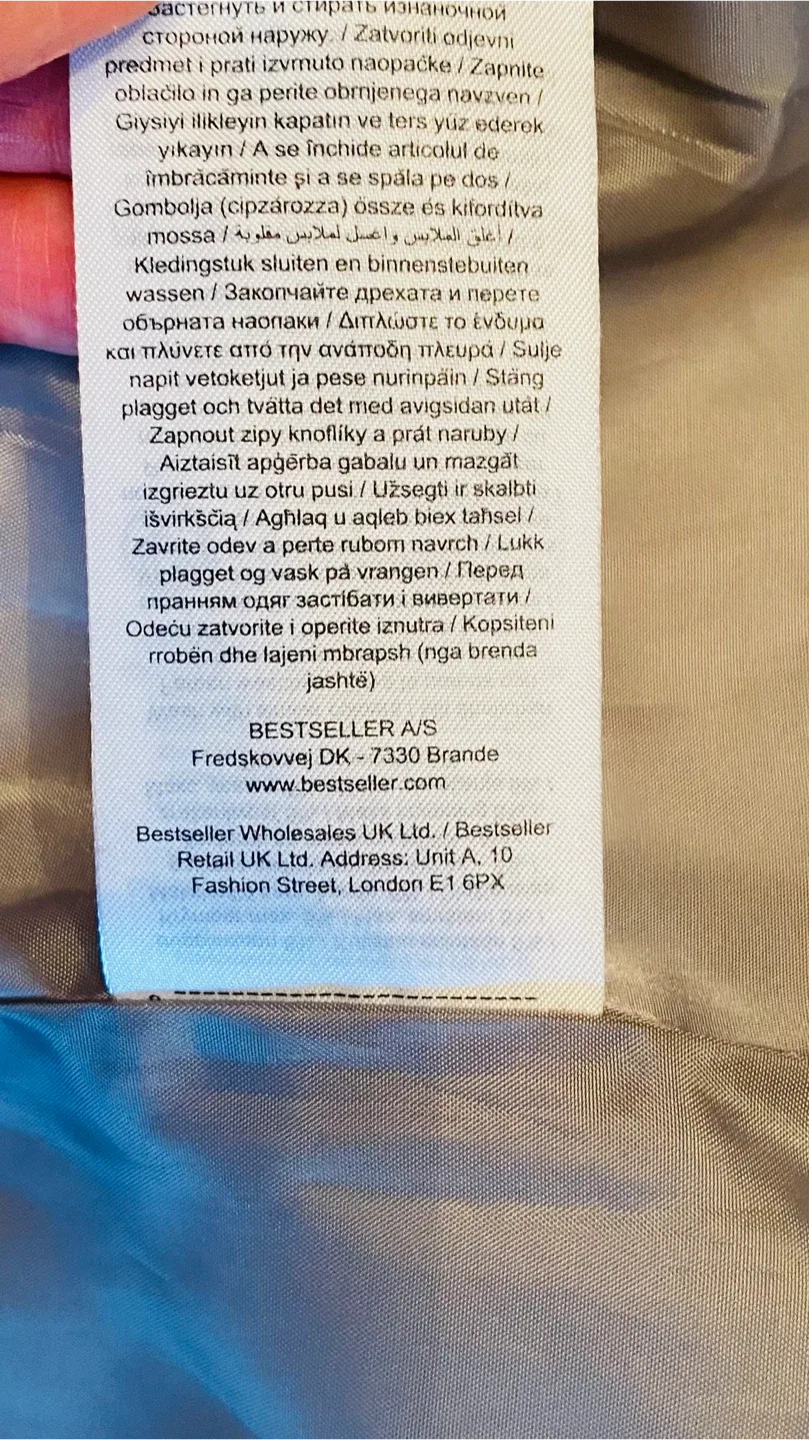 Застегнуть и стирать изнаночной
стороной наружу. / Zatvoriti odjevni
predmet i prati izvrnuto naopačke / Zapnite
oblačilo in ga perite obrnjenega navzven /
Giysiyi ilikleyin kapatın ve ters yüz ederek
yıkayın / A se închide articolul de
îmbrăcăminte şi a se spăla pe dos /
Gombolja (cipzározza) össze és kifordítva
mossa / أغلق الملابس واغسل لملابس مقلوبة /
Kledingstuk sluiten en binnenstebuiten
wassen / Закопчайте дрехата и перете
обърната наопаки / Διπλώστε το ένδυμα
και πλύνετε από την ανάποδη πλευρά / Sulje
napit vetoketjut ja pese nurinpäin / Stäng
plagget och tvätta det med avigsidan utåt /
Zapnout zipy knoflíky a prát naruby /
Aiztaisīt apģērba gabalu un mazgāt
izgrieztu uz otru pusi / Užsegti ir skalbti
išvirkščią / Agħlaq u aqleb biex taħsel /
Zavrite odev a perte rubom navrch / Lukk
plagget og vask på vrangen / Перед
пранням одяг застібати і вивертати /
Odeću zatvorite i operite iznutra / Kopsiteni
rrobën dhe lajeni mbrapsh (nga brenda
jashtë)
BESTSELLER A/S
Fredskovvej DK - 7330 Brande
www.bestseller.com
Bestseller Wholesales UK Ltd. / Bestseller
Retail UK Ltd. Address: Unit A, 10
Fashion Street, London E1 6PX